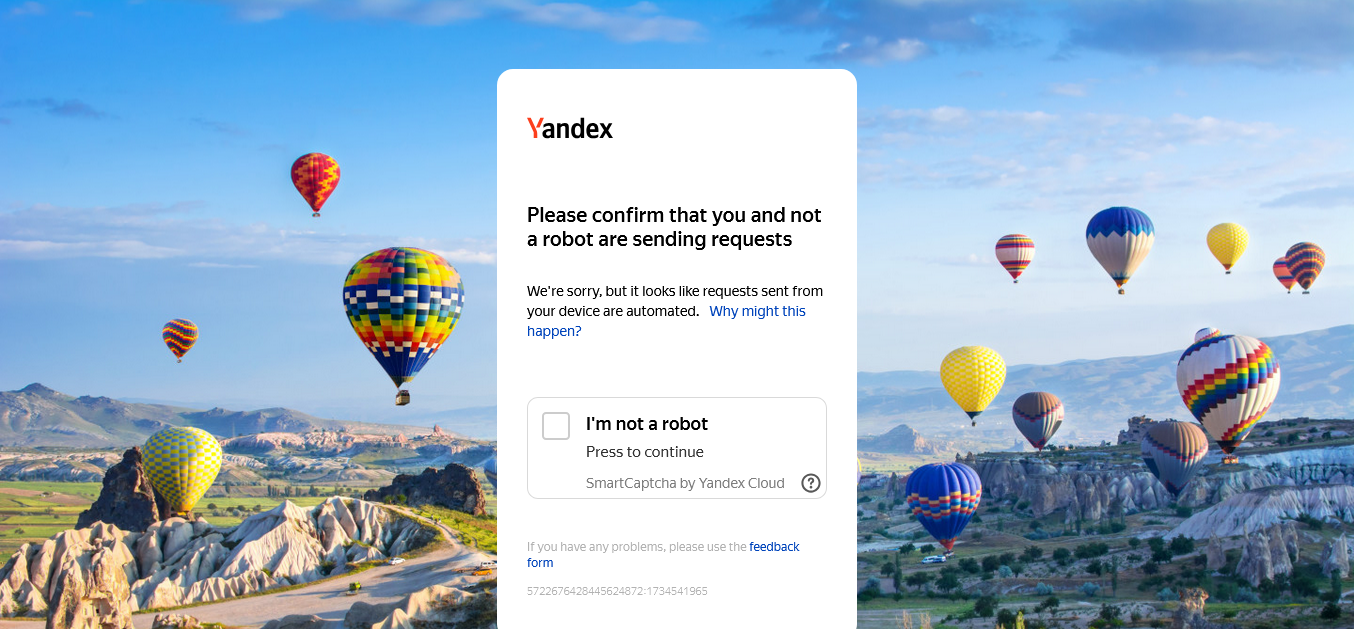 Yandex
Please confirm that you and not
a robot are sending requests
We're sorry, but it looks like requests sent from
your device are automated. Why might this
happen?
I'm not a robot
Press to continue
SmartCaptcha by Yandex Cloud
If you have any problems, please use the feedback
form
5722676428445624872:1734541965